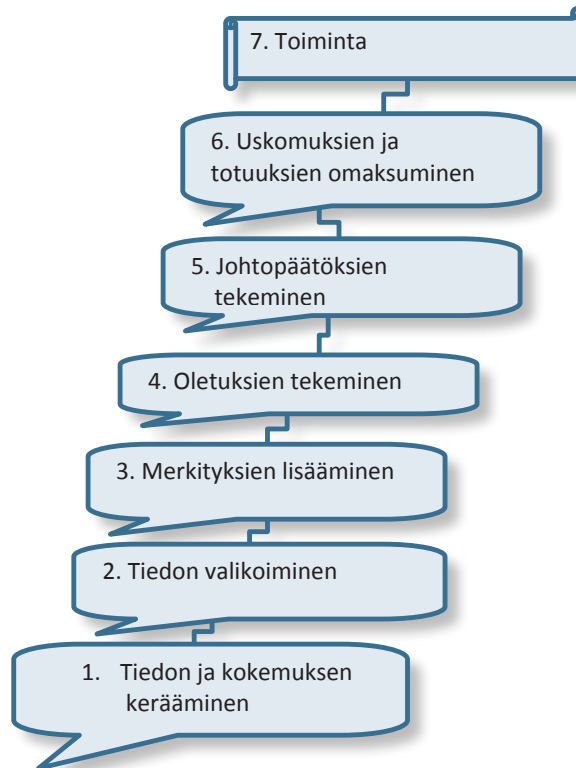 7. Toiminta
6. Uskomuksien ja
totuuksien omaksuminen
5. Johtopäätöksien
tekeminen
4. Oletuksien tekeminen
3. Merkityksien lisääminen
2. Tiedon valikoiminen
1. Tiedon ja kokemuksen
kerääminen